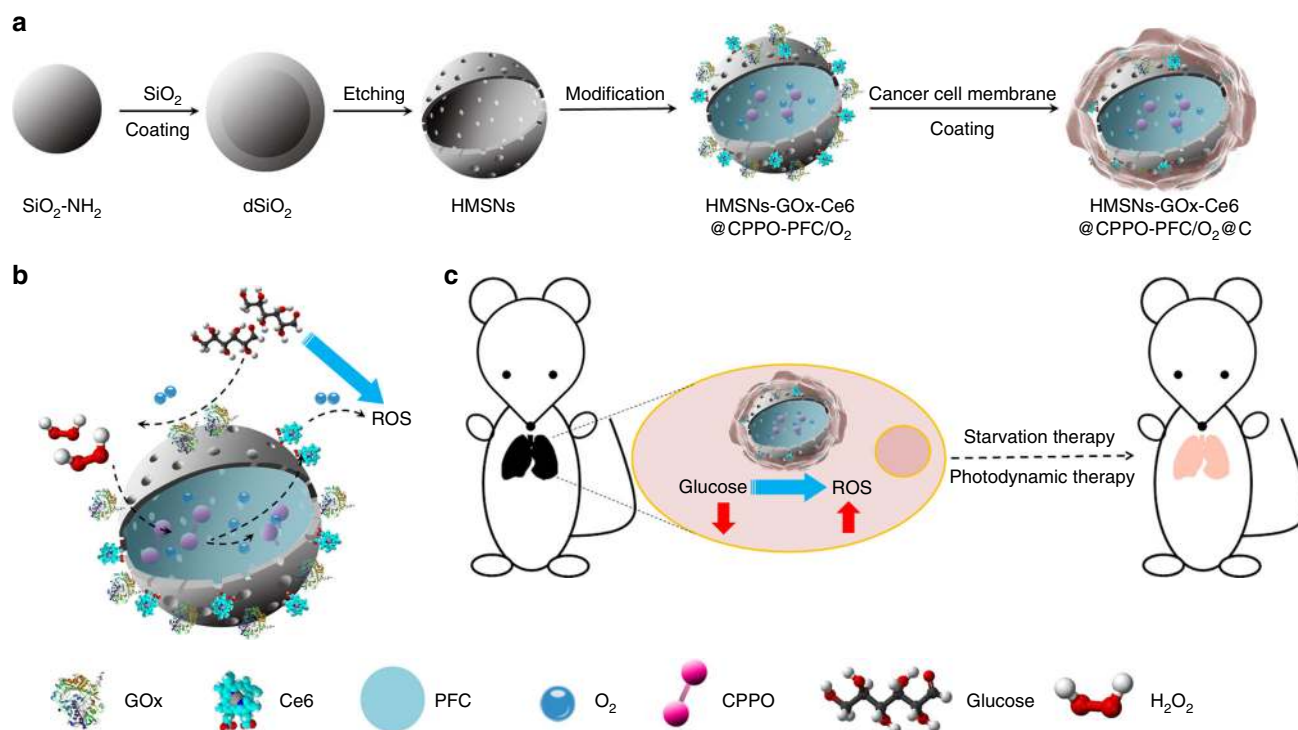 a
SiO₂
Coating
Etching
Modification
Cancer cell membrane
Coating
SiO₂-NH₂
dSiO₂
HMSNs
HMSNs-GOx-Ce6
@CPPO-PFC/O₂
HMSNs-GOx-Ce6
@CPPO-PFC/O₂@C
b
ROS
c
Glucose
ROS
Starvation therapy
Photodynamic therapy
GOx
Ce6
PFC
O₂
CPPO
Glucose
H₂O₂